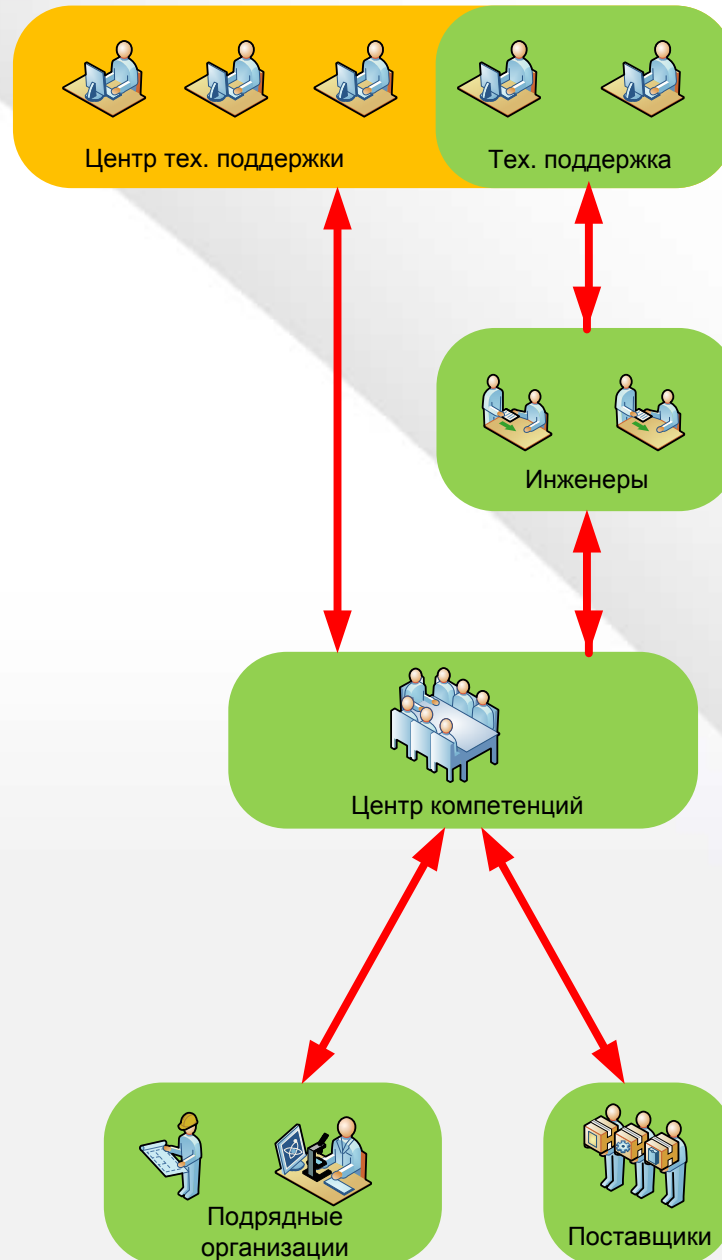 Центр тех. поддержки
Тех. поддержка
Инженеры
Центр компетенций
Подрядные
организации
Поставщики